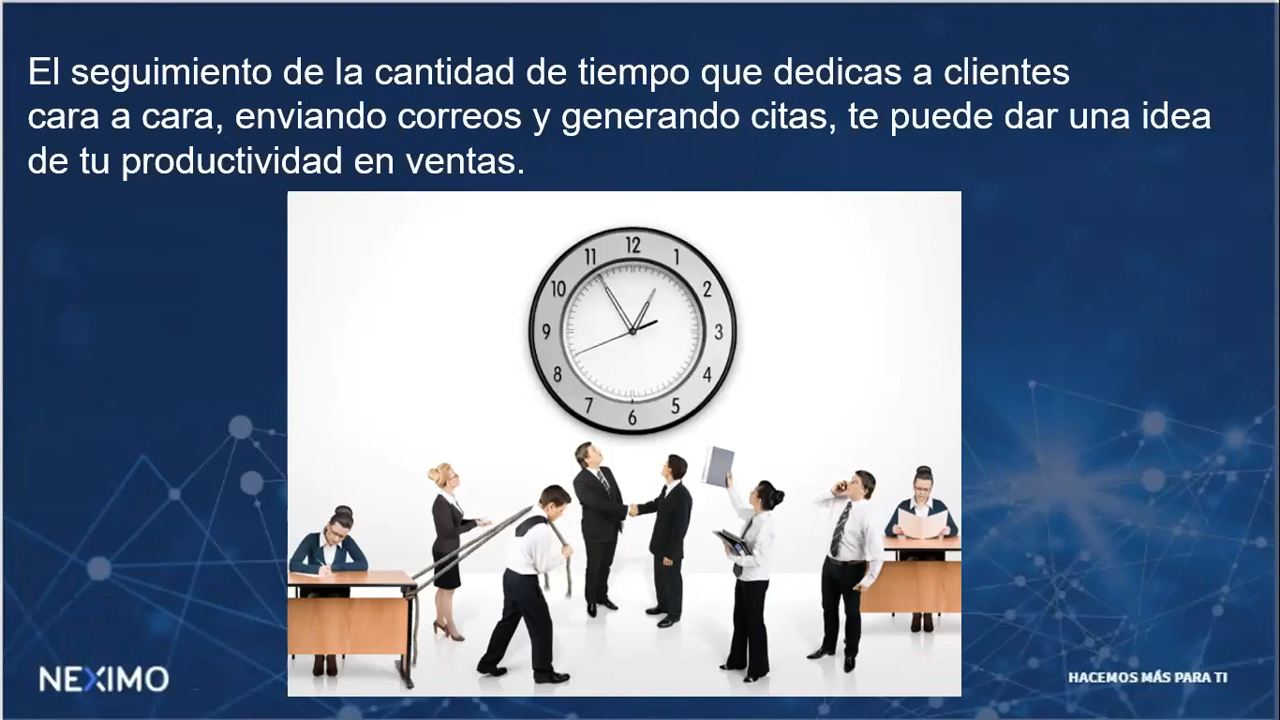 El seguimiento de la cantidad de tiempo que dedicas a clientes
cara a cara, enviando correos y generando citas, te puede dar una idea
de tu productividad en ventas.
12
11
1
10
2
9
3
8
4
7
5
6
NEXIMO
HACEMOS MÁS PARA TI